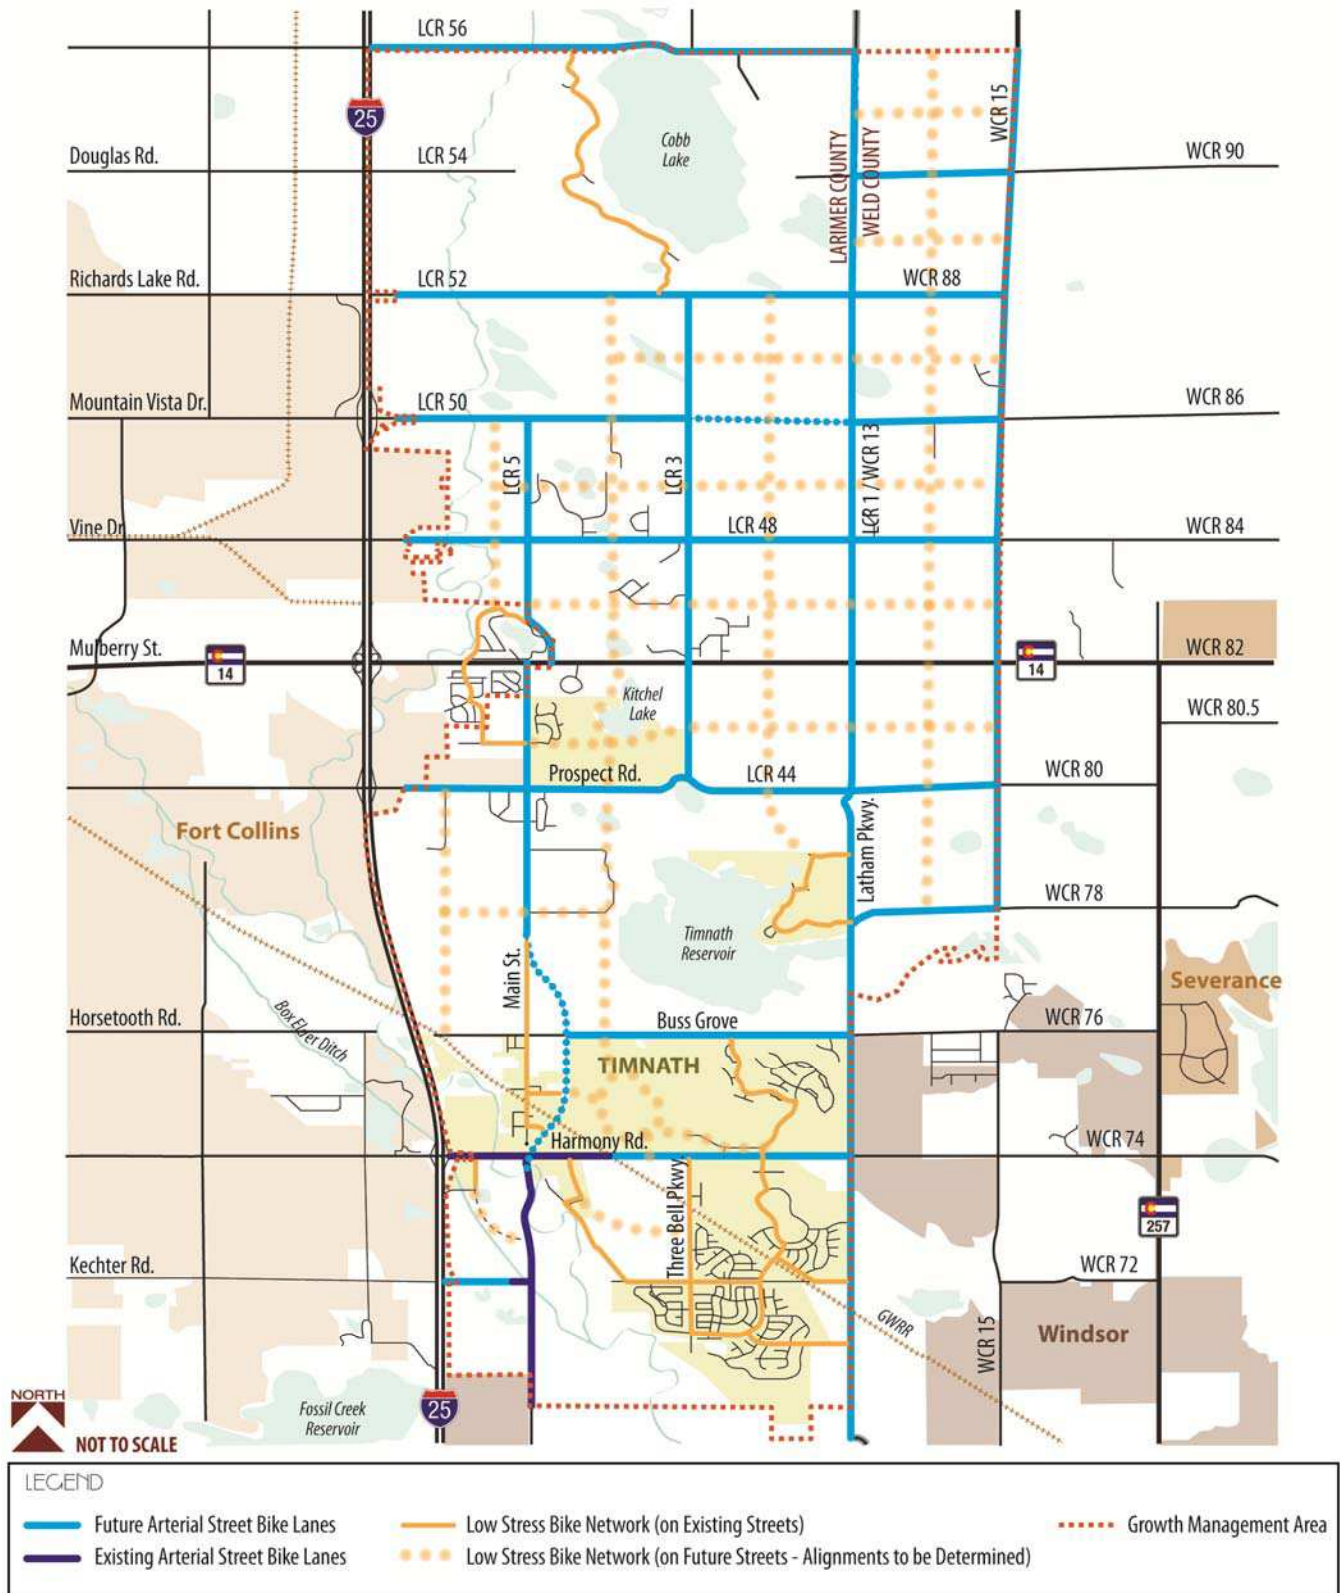 LCR 56
25
Cobb
Lake
WCR 15
Douglas Rd.
LCR 54
WCR 90
LARIMER COUNTY
WELD COUNTY
Richards Lake Rd.
LCR 52
WCR 88
Mountain Vista Dr.
LCR 50
WCR 86
LCR 5
LCR 3
LCR 1 / WCR 13
Vine Dr
LCR 48
WCR 84
Mulberry St.
14
14
WCR 82
Kitchel
Lake
WCR 80.5
Prospect Rd.
LCR 44
WCR 80
Fort Collins
Latham Pkwy.
WCR 78
Timnath
Reservoir
Main St.
Severance
Horsetooth Rd.
Box Elder Ditch
Buss Grove
WCR 76
TIMNATH
Harmony Rd.
WCR 74
Three Bell Pkwy.
257
Kechter Rd.
WCR 72
GWRR
WCR 15
Windsor
NORTH
25
Fossil Creek
Reservoir
NOT TO SCALE
LEGEND
Future Arterial Street Bike Lanes
Low Stress Bike Network (on Existing Streets)
Growth Management Area
Existing Arterial Street Bike Lanes
Low Stress Bike Network (on Future Streets - Alignments to be Determined)